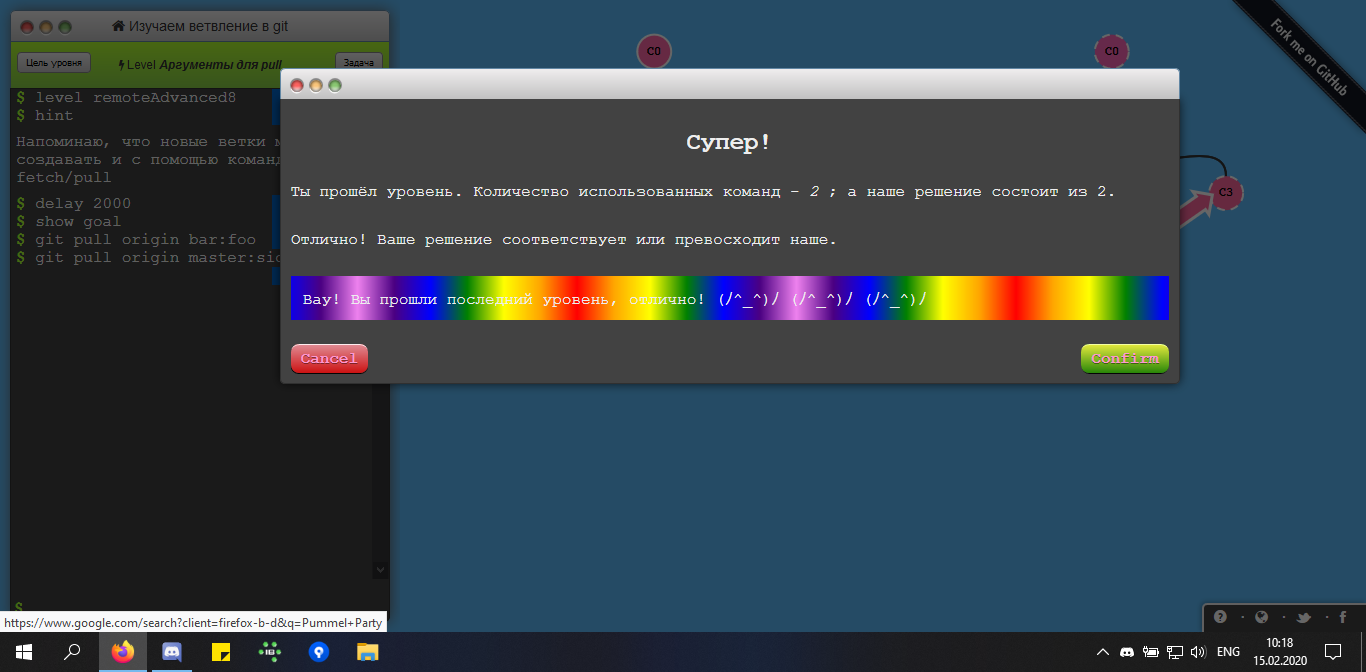 Изучаем ветвление в git
Цель уровня
Level Аргументы для pull
Задача
$ level remoteAdvanced8
$ hint
Напоминаю, что новые ветки
создавать и с помощью
fetch/pull
$ delay 2000
$ show goal
$ git pull origin bar:foo
$ git pull origin
$
C0
C0
C3
Fork me on GitHub
Супер!
Ты прошёл уровень. Количество использованных команд - 2 ; а наше решение состоит из 2.
Отлично! Ваше решение соответствует или превосходит наше.
Вау! Вы прошли последний уровень, отлично! (/^_^)/ (/^_^)/ (/^_^)/
Cancel
Confirm
https://www.google.com/search?client=firefox-b-d&q=Pummel+Party
ENG
10:18
15.02.2020